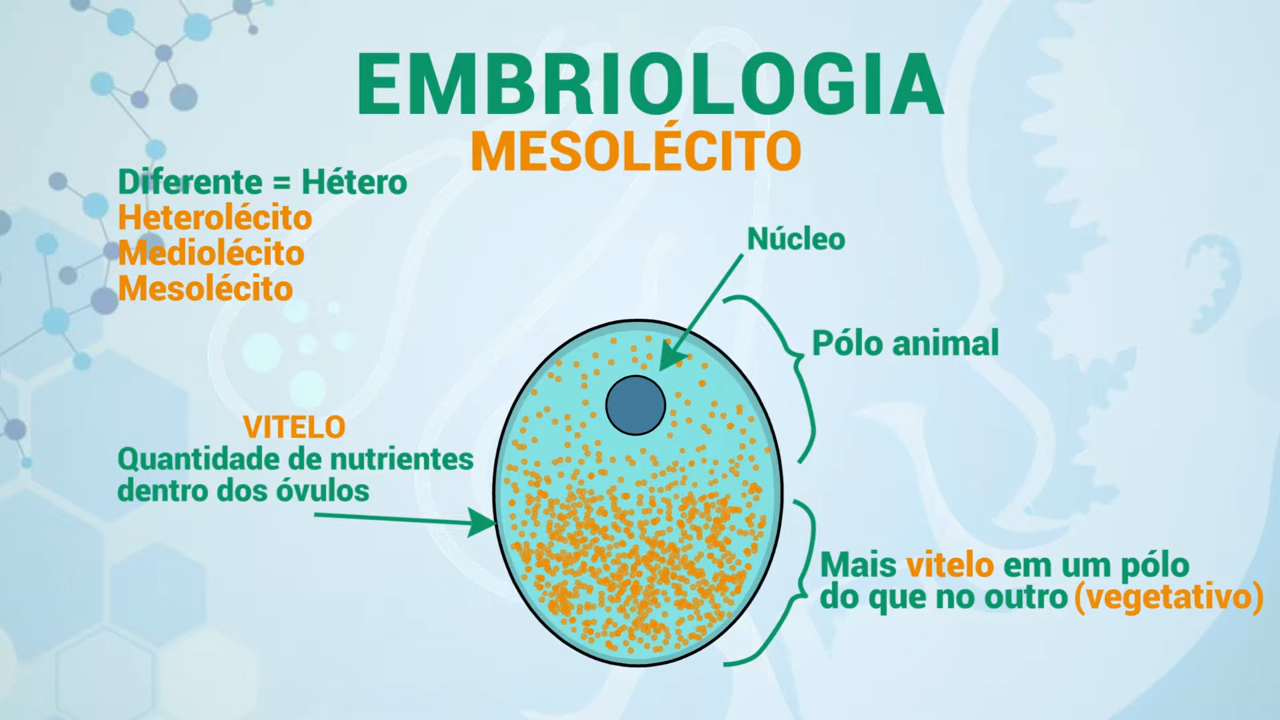 EMBRIOLOGIA
MESOLÉCITO
Diferente = Hétero
Heterolécito
Mediolécito
Mesolécito
Núcleo
Pólo animal
VITELO
Quantidade de nutrientes
dentro dos óvulos
Mais vitelo em um pólo
do que no outro (vegetativo)